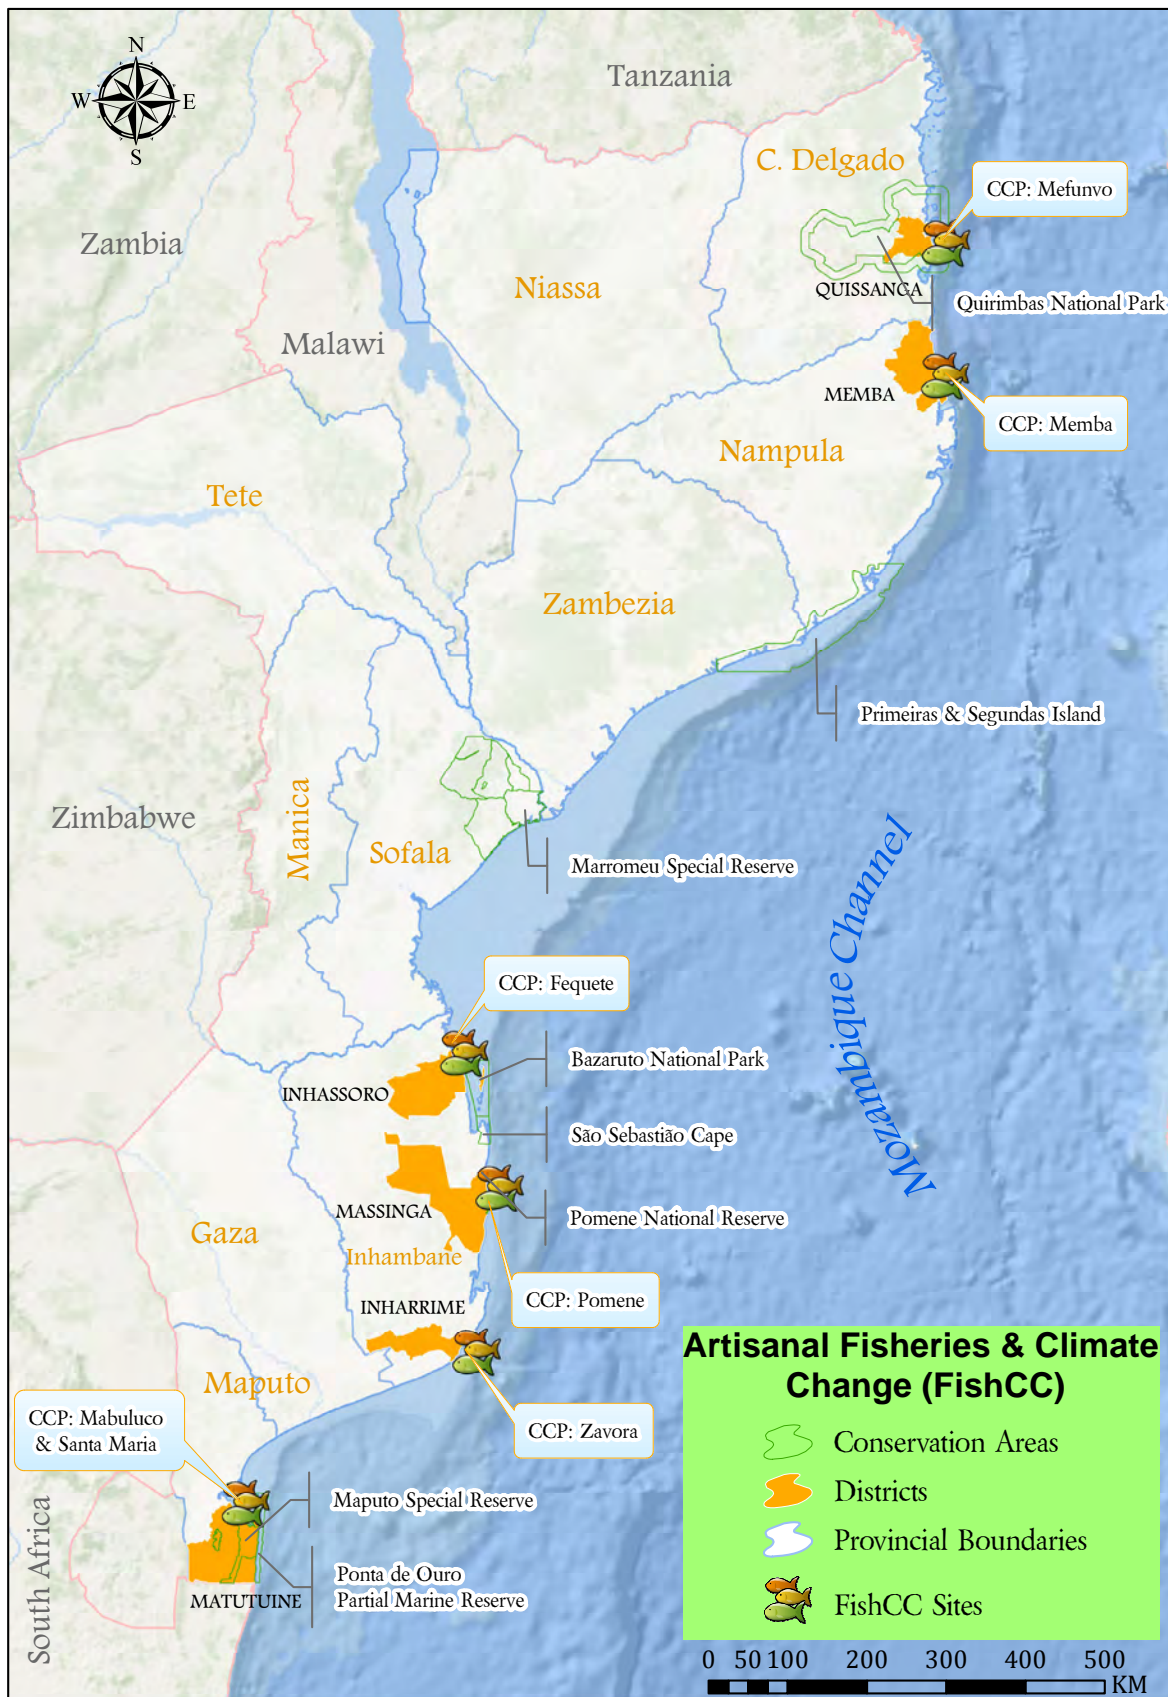 N
W
E
S
Tanzania
C. Delgado
CCP: Mefunvo
Zambia
Niassa
QUISSANGA
Quirimbas National Park
Malawi
MEMBA
CCP: Memba
Nampula
Tete
Zambezia
Primeiras & Segundas Island
Zimbabwe
Manica
Sofala
Marromeu Special Reserve
Mozambique Channel
CCP: Fequete
Bazaruto National Park
INHASSORO
São Sebastião Cape
MASSINGA
Pomene National Reserve
Gaza
Inhambane
CCP: Pomene
INHARRIME
Maputo
CCP: Zavora
CCP: Mabuluco
& Santa Maria
Maputo Special Reserve
South Africa
Ponta de Ouro
Partial Marine Reserve
MATUTUINE
Artisanal Fisheries & Climate
Change (FishCC)
Conservation Areas
Districts
Provincial Boundaries
FishCC Sites
0 50 100 200 300 400 500
KM